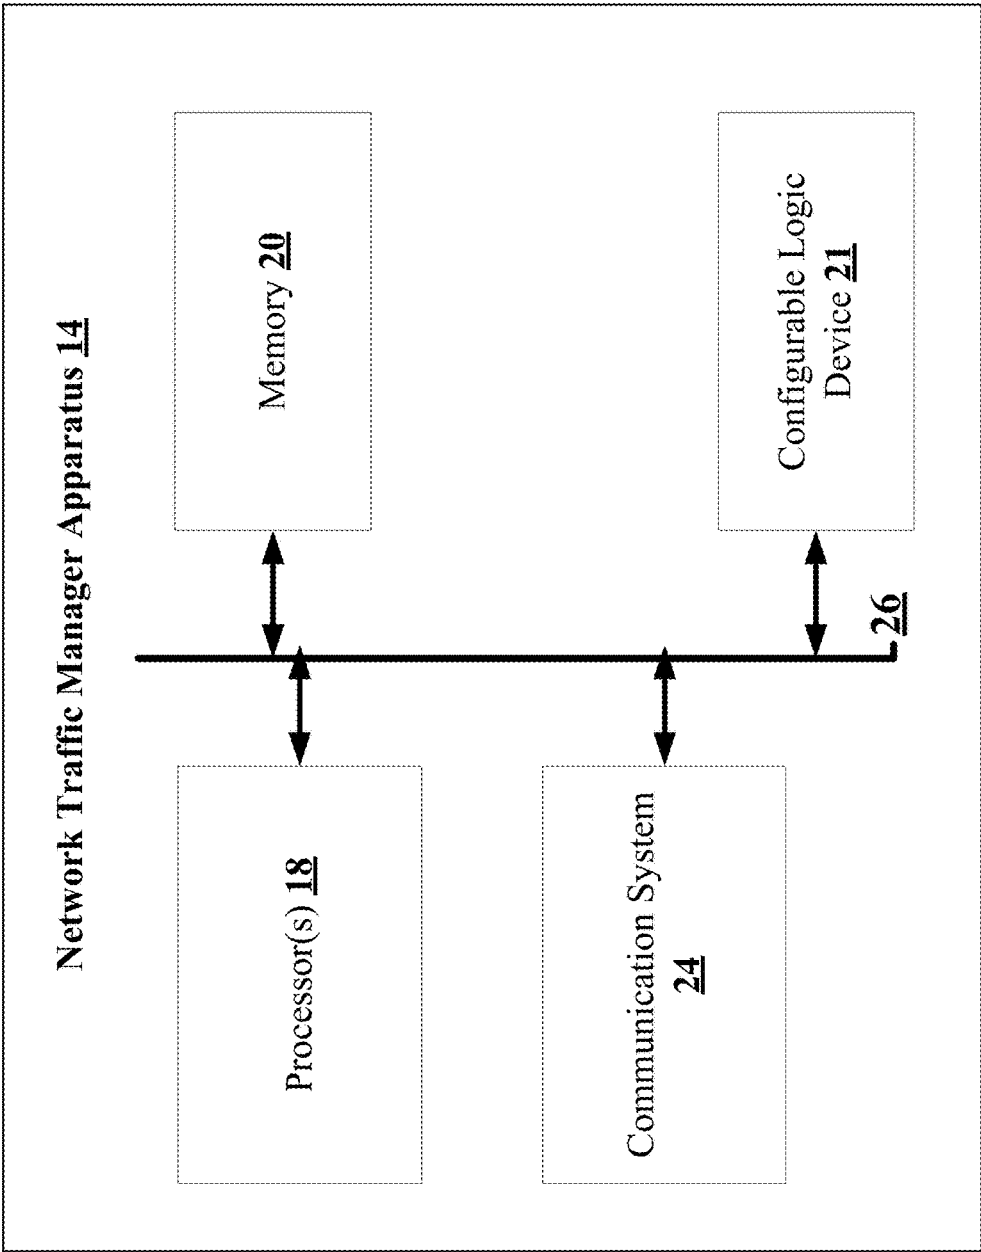 Network Traffic Manager Apparatus 14
Processor(s) 18
Memory 20
Communication System
24
Configurable Logic
Device 21
26